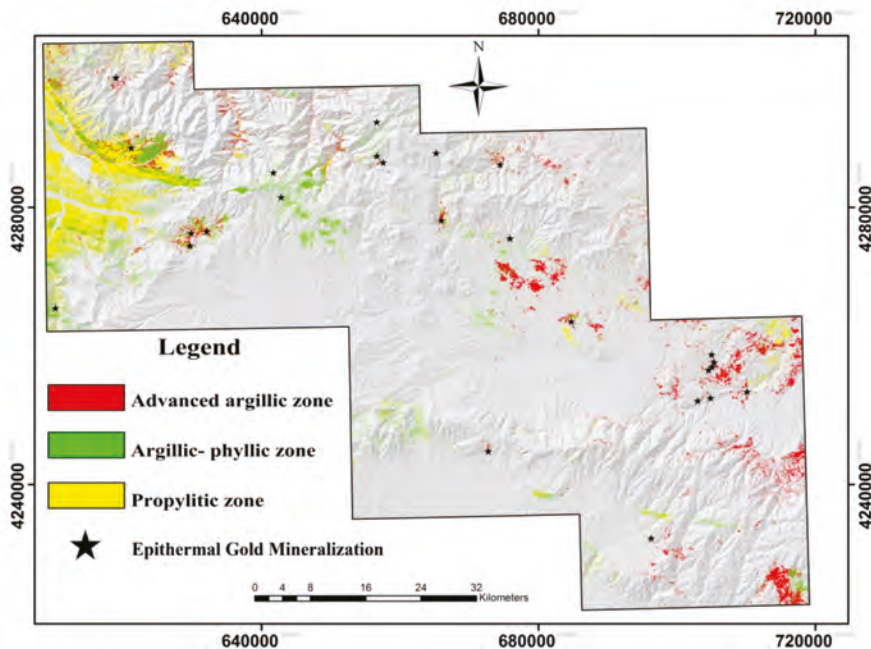 640000 680000 720000
N
4280000 4280000
Legend
Advanced argillic zone
Argillic- phyllic zone
Propylitic zone
4240000 4240000
Epithermal Gold Mineralization
0 4 8 16 24 32
Kilometers
640000 680000 720000